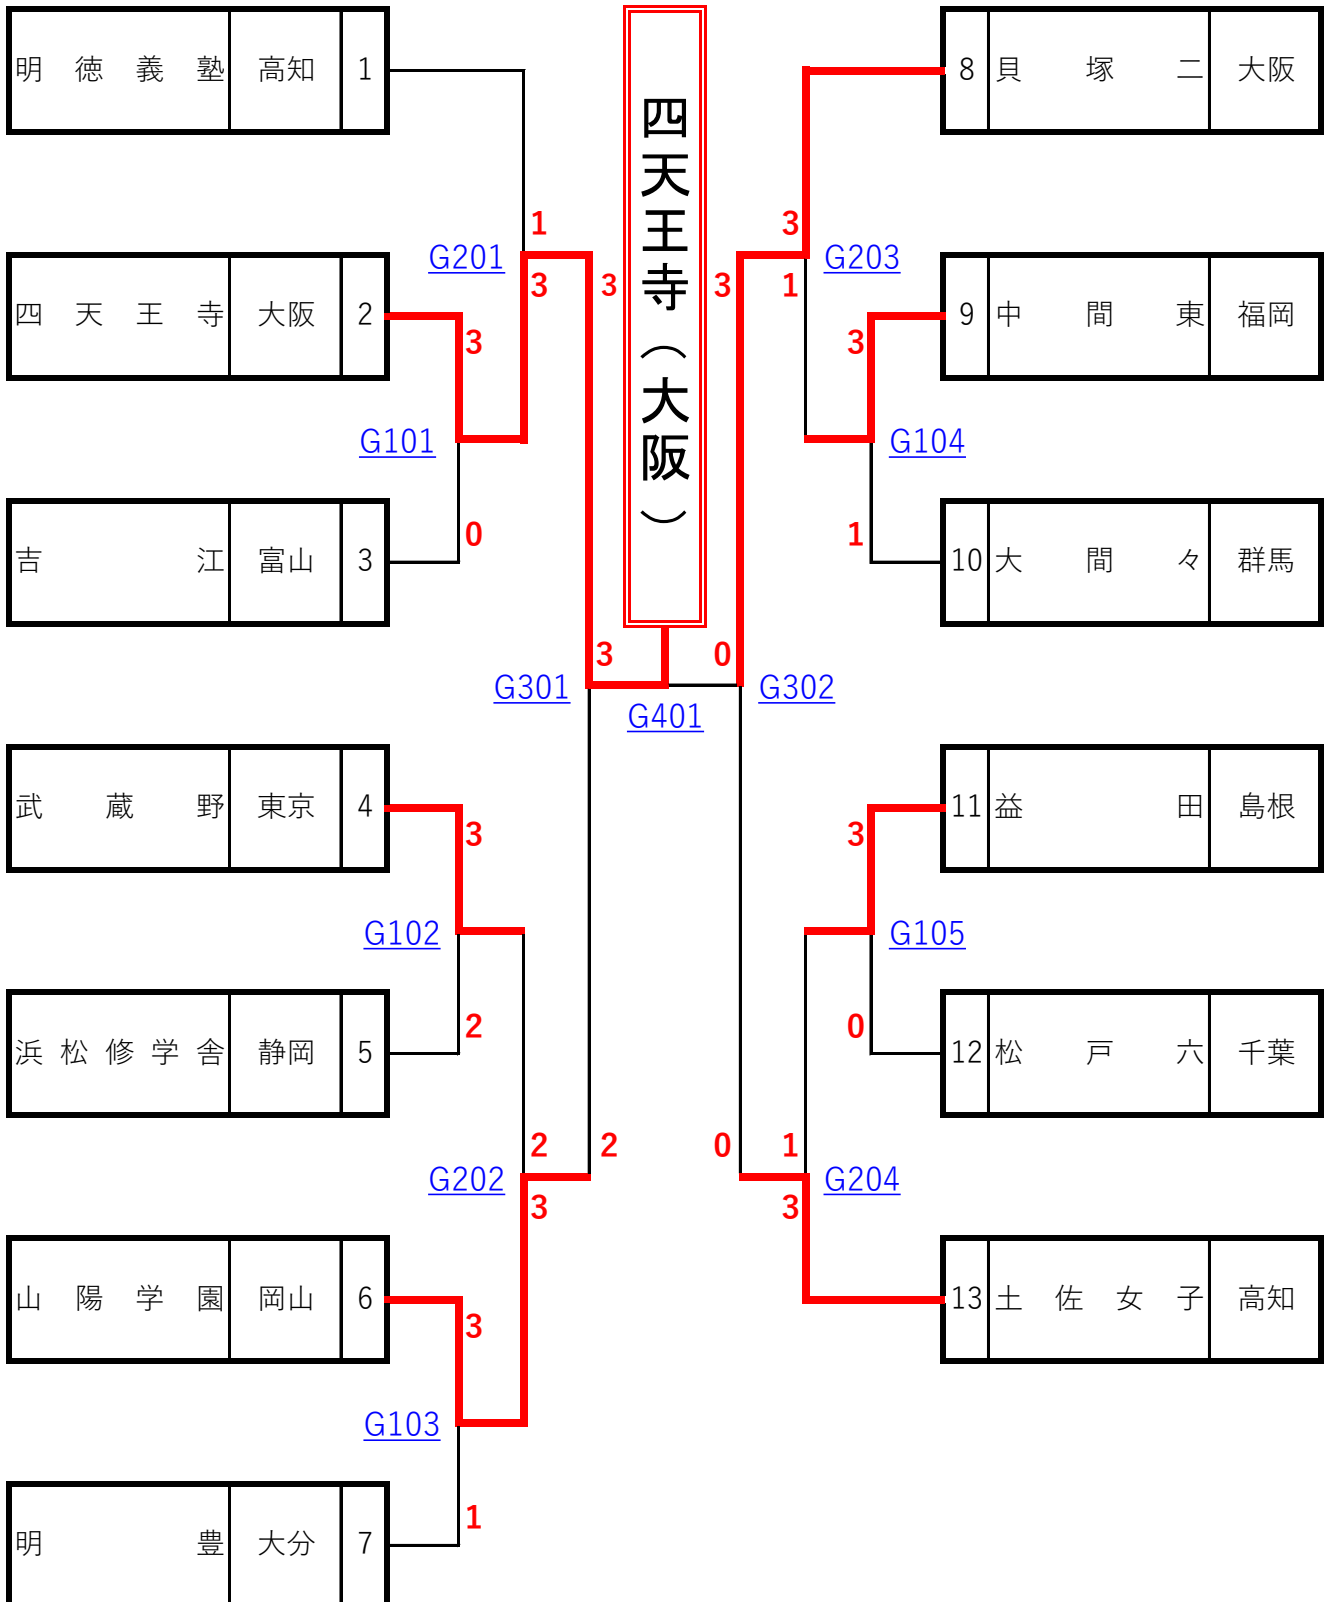 明徳義塾 高知 1
四天王寺（大阪）
8 貝塚二 大阪
1
3
G201
G203
3
3
3
1
四天王寺 大阪 2
9 中間東 福岡
3
3
G101
G104
0
1
吉江 富山 3
10 大間々 群馬
3
0
G301
G302
G401
武蔵野 東京 4
11 益田 島根
3
3
G102
G105
2
0
浜松修学舎 静岡 5
12 松戸六 千葉
2
2
0
1
G202
G204
3
3
山陽学園 岡山 6
13 土佐女子 高知
3
G103
1
明豊 大分 7